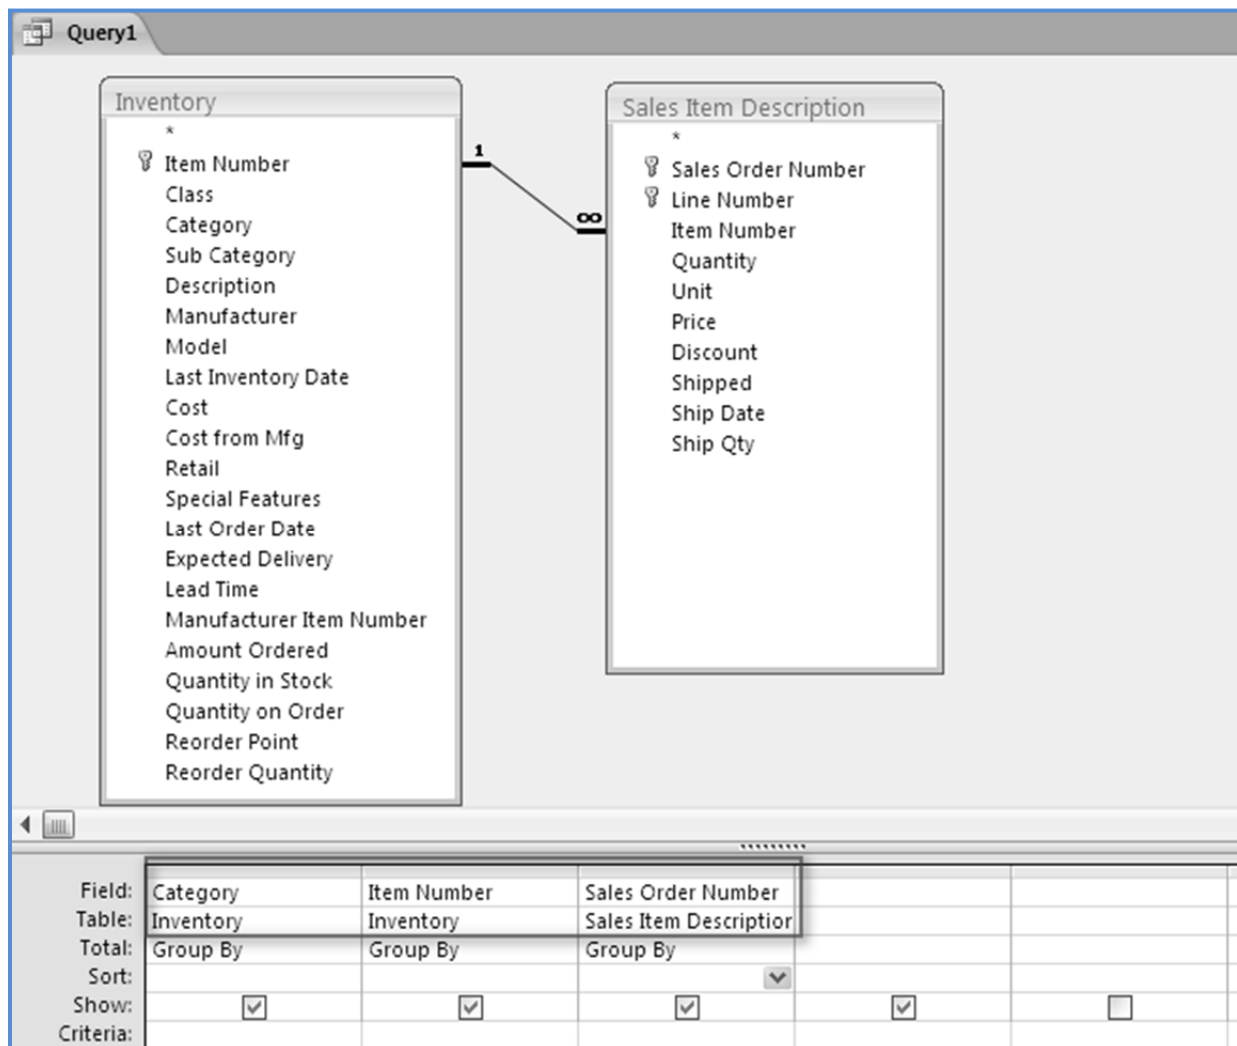 Query1
Inventory
*
Item Number
Class
Category
Sub Category
Description
Manufacturer
Model
Last Inventory Date
Cost
Cost from Mfg
Retail
Special Features
Last Order Date
Expected Delivery
Lead Time
Manufacturer Item Number
Amount Ordered
Quantity in Stock
Quantity on Order
Reorder Point
Reorder Quantity
1
∞
Sales Item Description
*
Sales Order Number
Line Number
Item Number
Quantity
Unit
Price
Discount
Shipped
Ship Date
Ship Qty
Field: Category Item Number Sales Order Number
Table: Inventory Inventory Sales Item Description
Total: Group By Group By Group By
Sort:
Show:
Criteria: